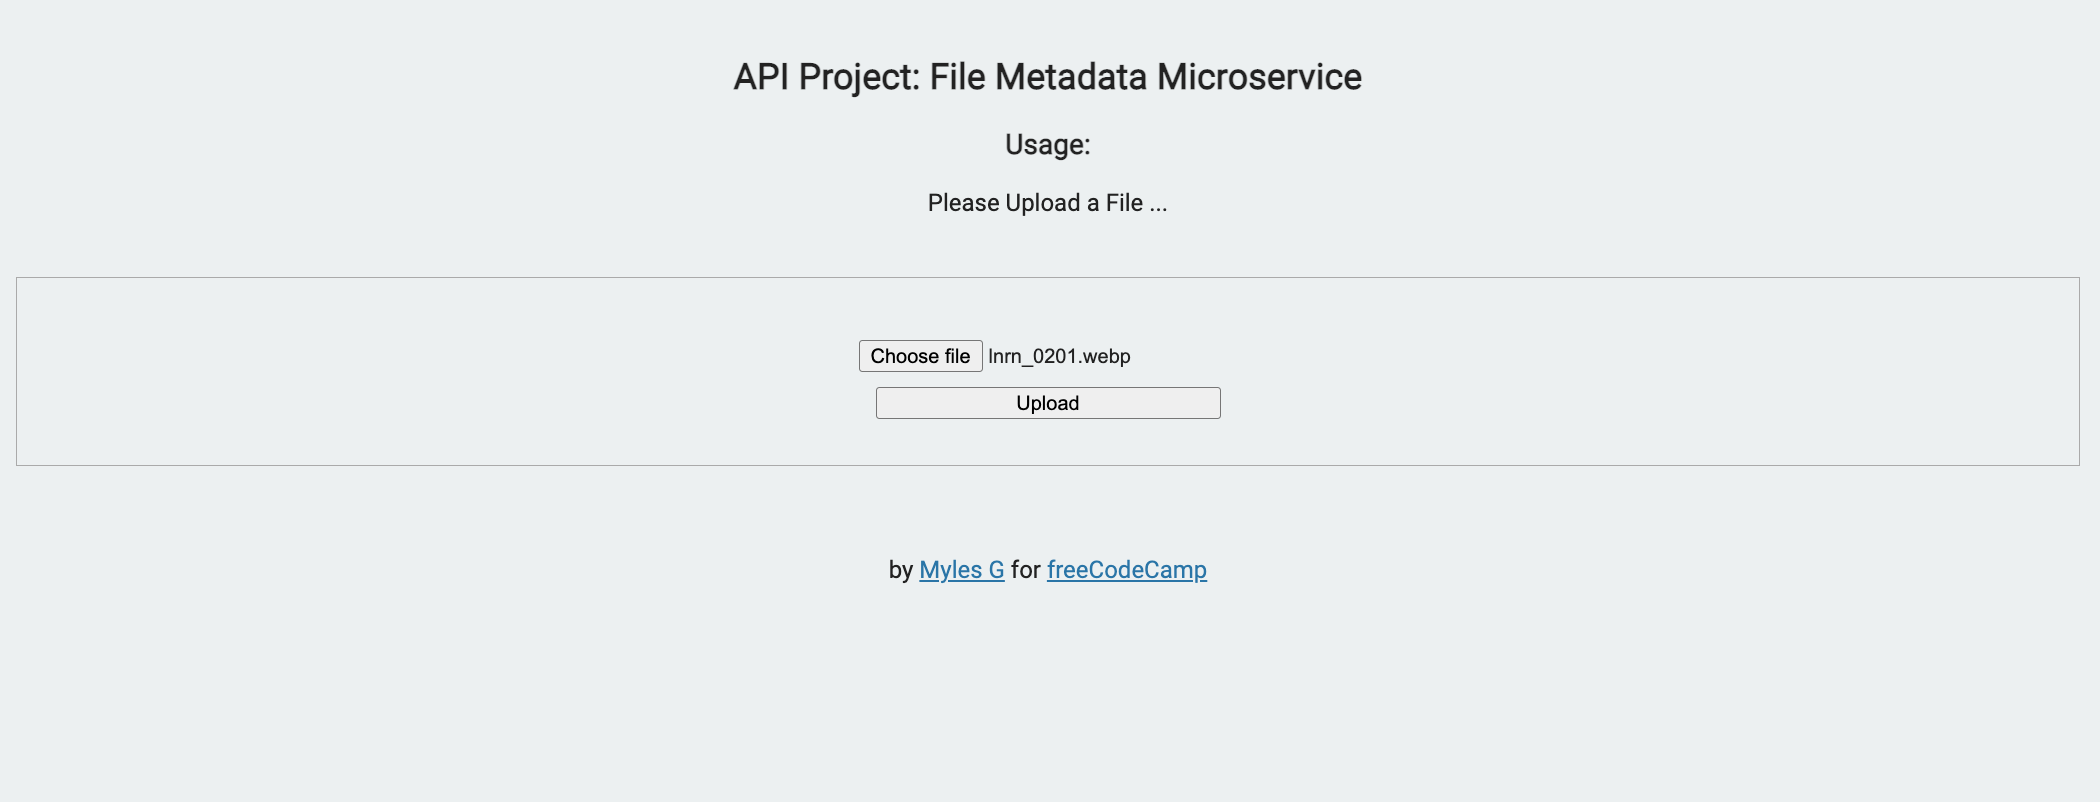 API Project: File Metadata Microservice
Usage:
Please Upload a File ...
Choose file lnrn_0201.webp
Upload
by Myles G for freeCodeCamp